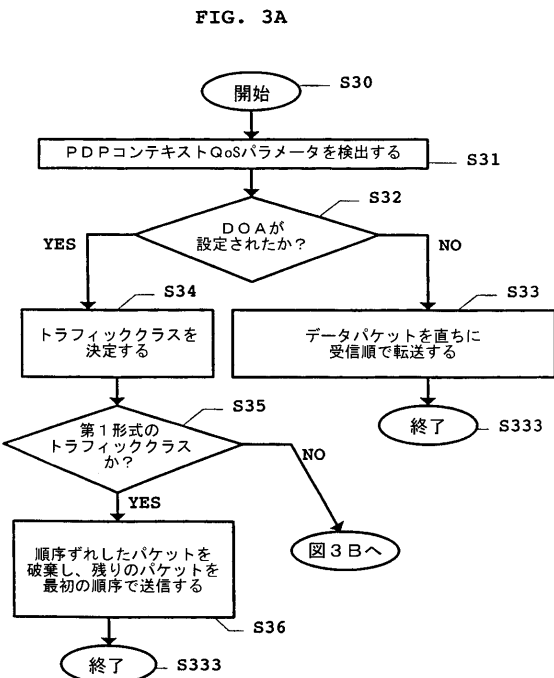 FIG. 3A
開始
S30
PDPコンテキストQoSパラメータを検出する
S31
S32
DOAが
設定されたか？
YES
NO
S34
トラフィッククラスを
決定する
S33
データパケットを直ちに
受信順で転送する
S35
第1形式の
トラフィッククラス
か？
終了
S333
NO
YES
順序ずれしたパケットを
破棄し、残りのパケットを
最初の順序で送信する
図3Bへ
S36
終了
S333